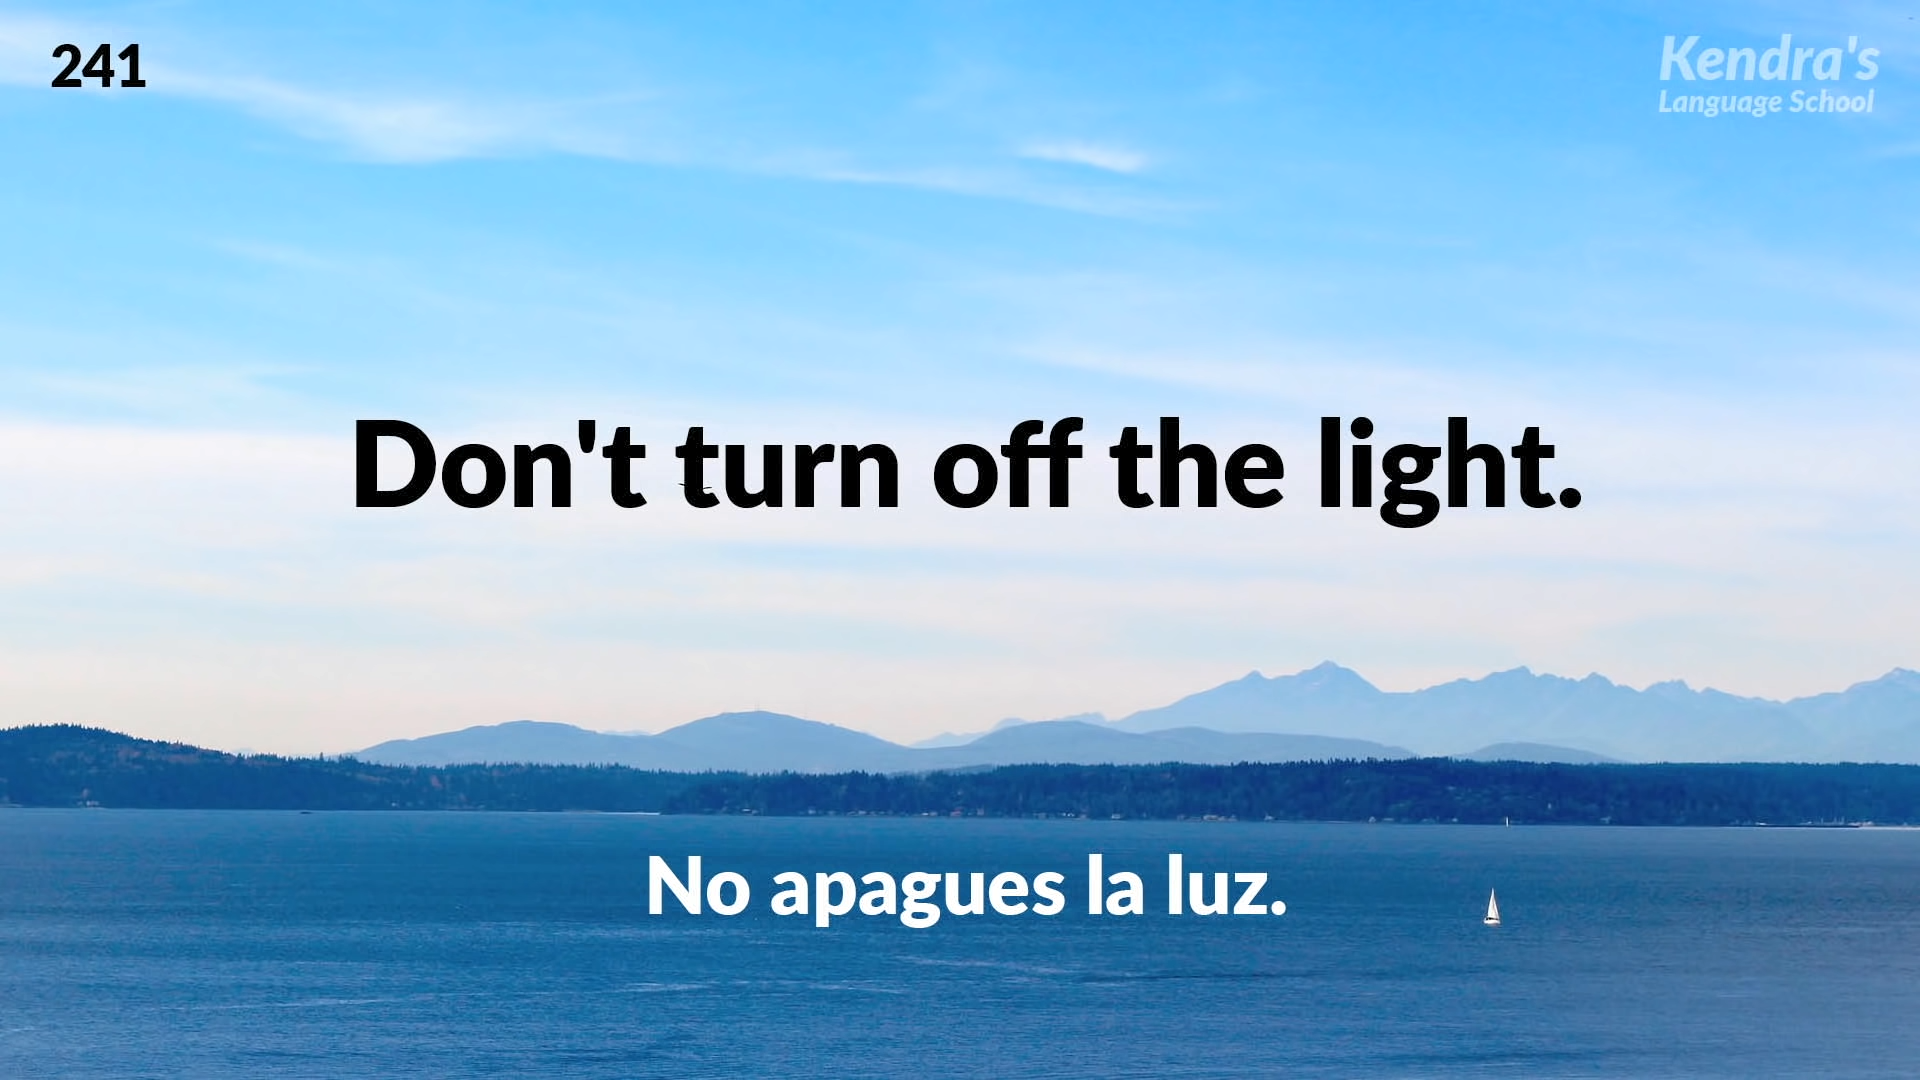 241
Kendra's
Language School
Don't turn off the light.
No apagues la luz.